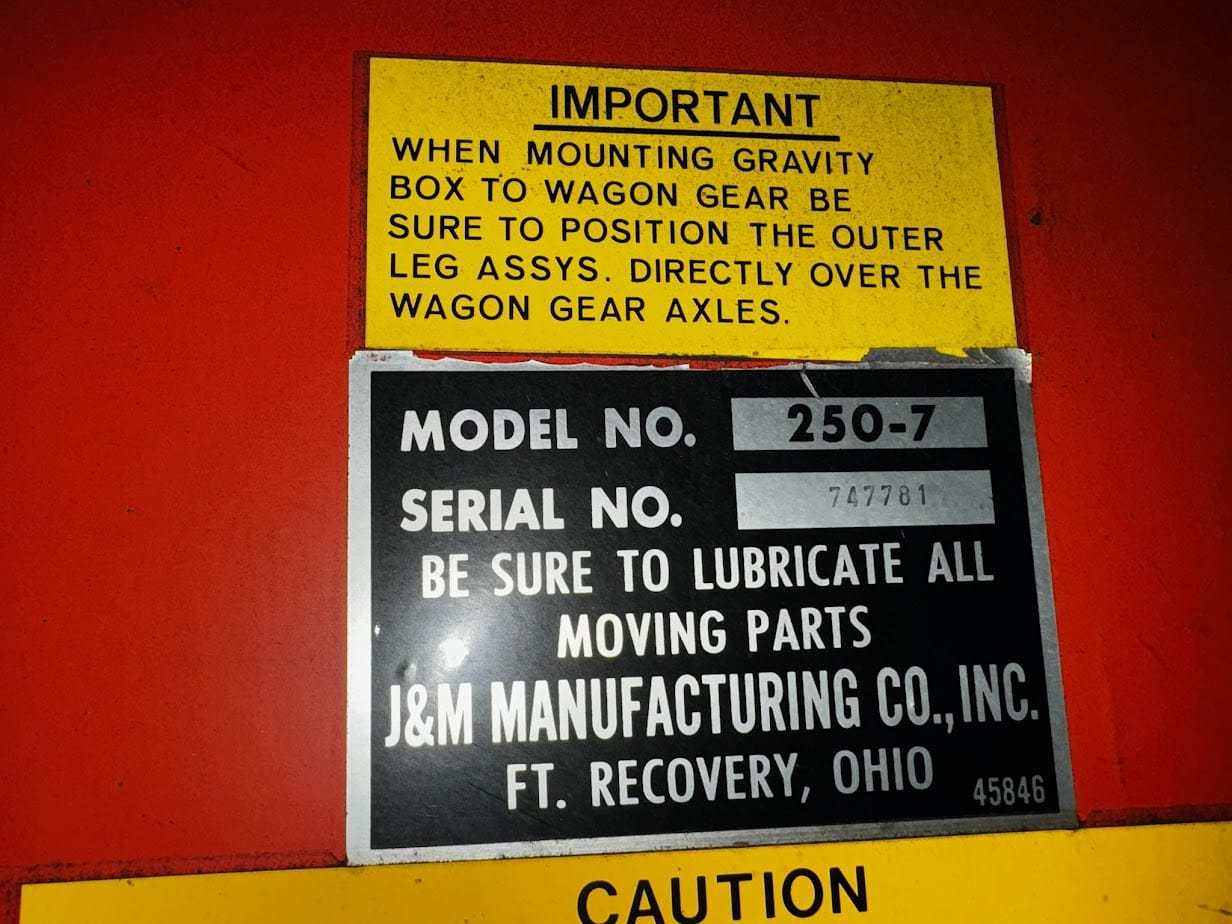 IMPORTANT
WHEN MOUNTING GRAVITY
BOX TO WAGON GEAR BE
SURE TO POSITION THE OUTER
LEG ASSYS. DIRECTLY OVER THE
WAGON GEAR AXLES.
MODEL NO. 250-7
SERIAL NO. 747781
BE SURE TO LUBRICATE ALL
MOVING PARTS
J&M MANUFACTURING CO., INC.
FT. RECOVERY, OHIO 45846
CAUTION